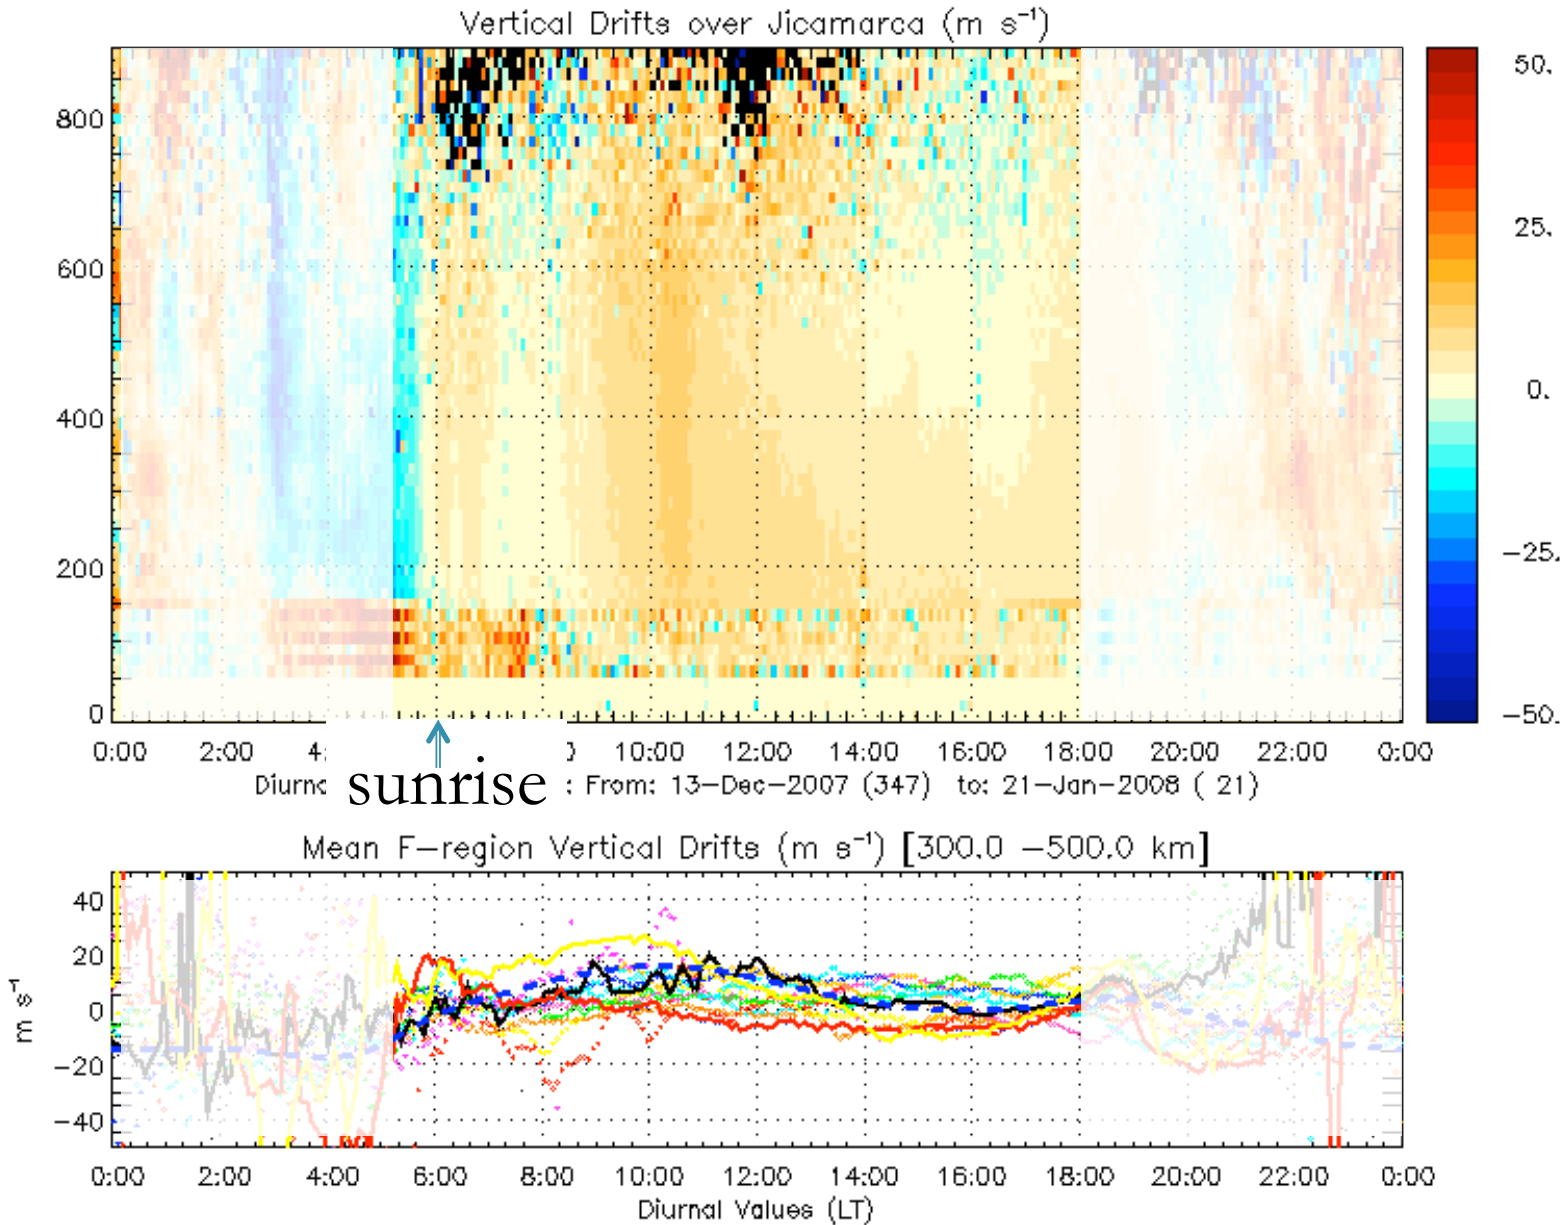 Vertical Drifts over Jicamarca (m s⁻¹)
800
600
400
200
0
50.
25.
0.
−25.
−50.
0:00 2:00 4: 10:00 12:00 14:00 16:00 18:00 20:00 22:00 0:00
sunrise
Diurna : From: 13−Dec−2007 (347) to: 21−Jan−2008 ( 21)
Mean F−region Vertical Drifts (m s⁻¹) [300.0 −500.0 km]
m s⁻¹
40
20
0
−20
−40
0:00 2:00 4:00 6:00 8:00 10:00 12:00 14:00 16:00 18:00 20:00 22:00 0:00
Diurnal Values (LT)